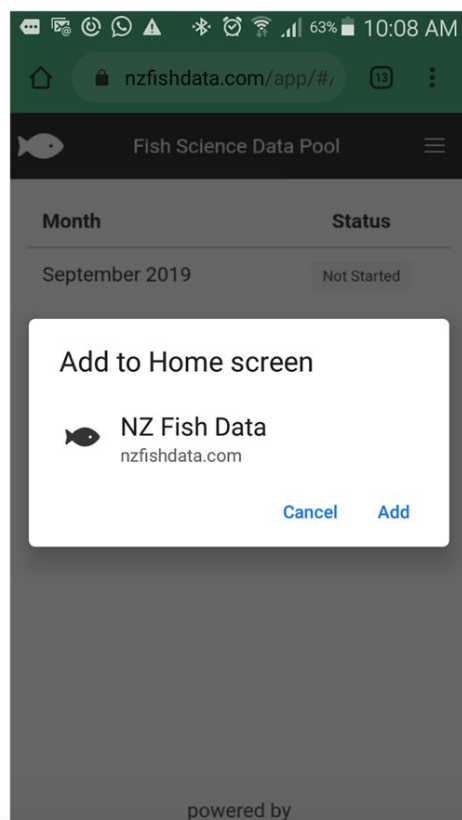 63% 10:08 AM
nzfishdata.com/app/#/
13
Fish Science Data Pool
Month Status
September 2019 Not Started
Add to Home screen
NZ Fish Data
nzfishdata.com
Cancel Add
powered by